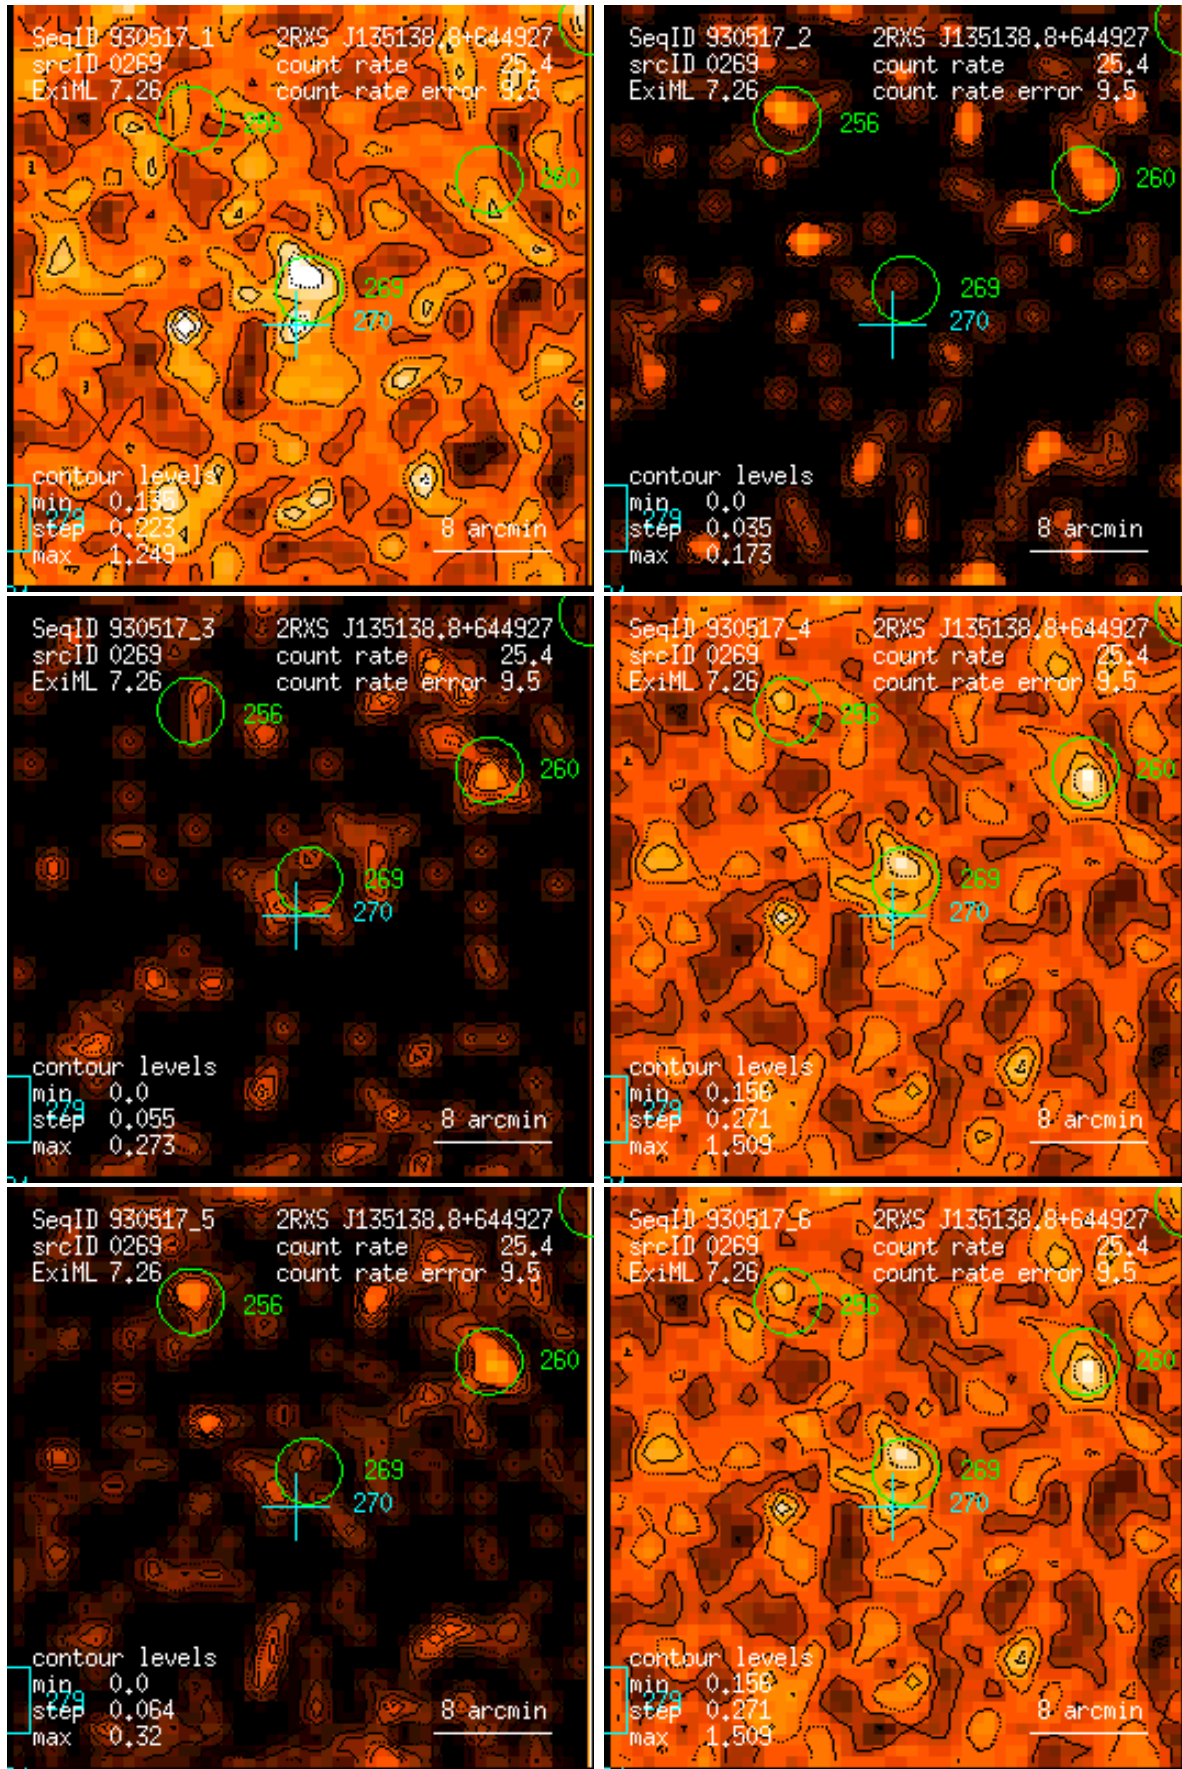 SeqID 930517_1 2RXS J135138.8+644927
srcID 0269 count rate 25.4
ExiML 7.26 count rate error 9.5
256
260
269
270
contour levels
min 0.135
279
step 0.223
max 1.249
8 arcmin
SeqID 930517_2 2RXS J135138.8+644927
srcID 0269 count rate 25.4
ExiML 7.26 count rate error 9.5
256
260
269
270
contour levels
min 0.0
279
step 0.035
max 0.173
8 arcmin
SeqID 930517_3 2RXS J135138.8+644927
srcID 0269 count rate 25.4
ExiML 7.26 count rate error 9.5
256
260
269
270
contour levels
min 0.0
279
step 0.055
max 0.273
8 arcmin
SeqID 930517_4 2RXS J135138.8+644927
srcID 0269 count rate 25.4
ExiML 7.26 count rate error 9.5
256
260
269
270
contour levels
min 0.156
279
step 0.271
max 1.509
8 arcmin
SeqID 930517_5 2RXS J135138.8+644927
srcID 0269 count rate 25.4
ExiML 7.26 count rate error 9.5
256
260
269
270
contour levels
min 0.0
279
step 0.064
max 0.32
8 arcmin
SeqID 930517_6 2RXS J135138.8+644927
srcID 0269 count rate 25.4
ExiML 7.26 count rate error 9.5
256
260
269
270
contour levels
min 0.156
279
step 0.271
max 1.509
8 arcmin